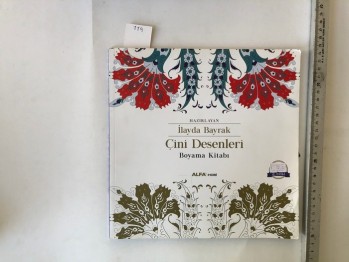 HAZIRLAYAN
İlayda Bayrak
Çini Desenleri
Boyama Kitabı
ALFA